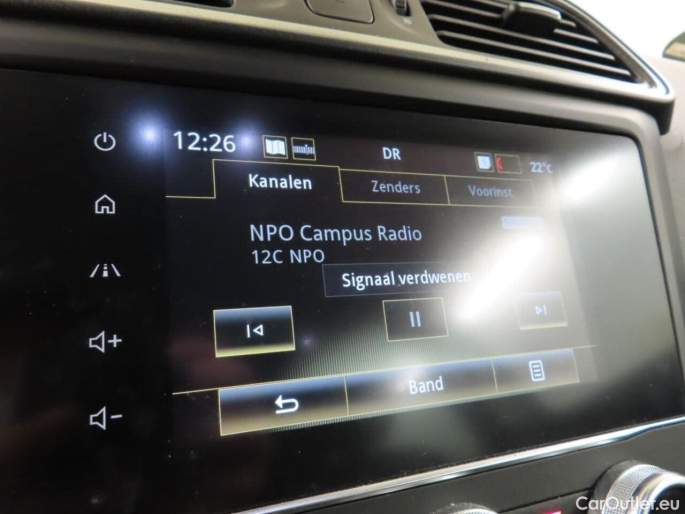 12:26
DR
22°C
Kanalen
Zenders
Voorinst.
NPO Campus Radio
12C NPO
Signaal verdwenen
Band
CarOutlet.eu